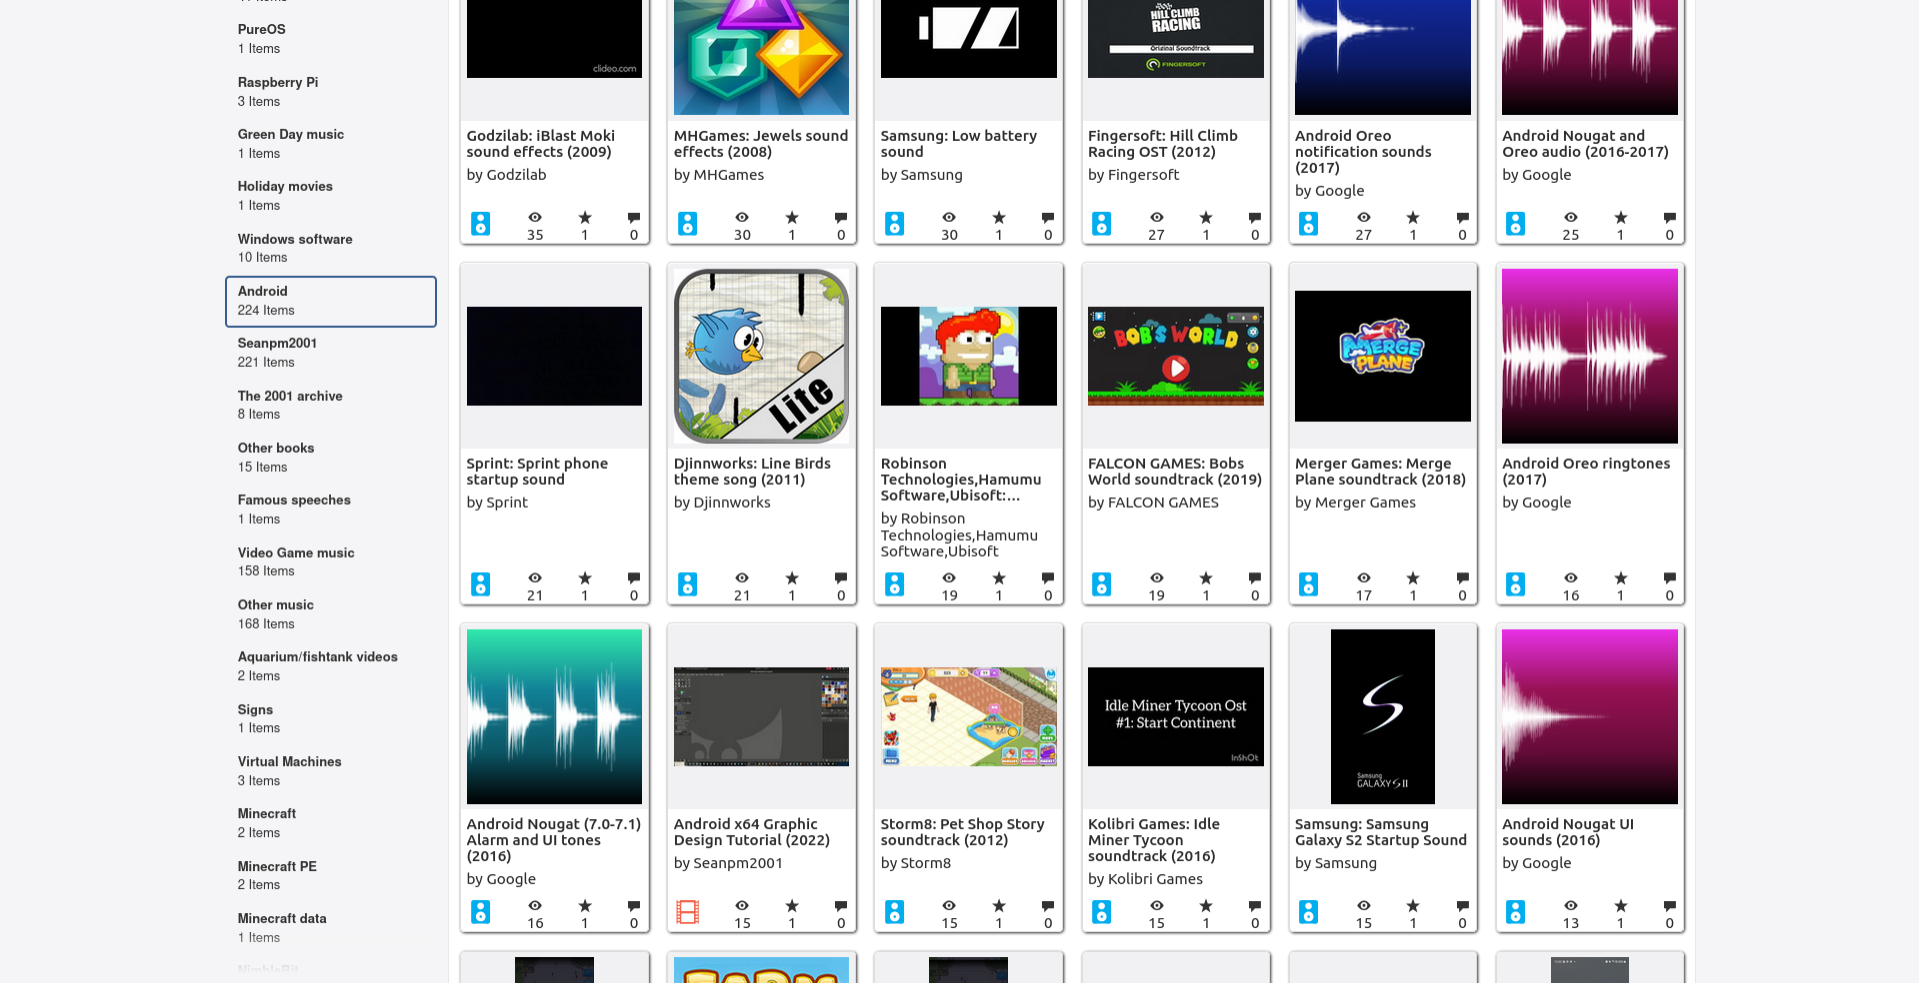 PureOS
1 Items
Raspberry Pi
3 Items
Green Day music
1 Items
Holiday movies
1 Items
Windows software
10 Items
Android
224 Items
Seanpm2001
221 Items
The 2001 archive
8 Items
Other books
15 Items
Famous speeches
1 Items
Video Game music
158 Items
Other music
168 Items
Aquarium/fishtank videos
2 Items
Signs
1 Items
Virtual Machines
3 Items
Minecraft
2 Items
Minecraft PE
2 Items
Minecraft data
1 Items
NimbleBit
clideo.com
Godzilab: iBlast Moki
sound effects (2009)
by Godzilab
35 1 0
MHGames: Jewels sound
effects (2008)
by MHGames
30 1 0
Samsung: Low battery
sound
by Samsung
30 1 0
HILL CLIMB
RACING
Original Soundtrack
FINGERSOFT
Fingersoft: Hill Climb
Racing OST (2012)
by Fingersoft
27 1 0
Android Oreo
notification sounds
(2017)
by Google
27 1 0
Android Nougat and
Oreo audio (2016-2017)
by Google
25 1 0
Sprint: Sprint phone
startup sound
by Sprint
21 1 0
Lite
Djinnworks: Line Birds
theme song (2011)
by Djinnworks
21 1 0
Robinson
Technologies,Hamumu
Software,Ubisoft:...
by Robinson
Technologies,Hamumu
Software,Ubisoft
19 1 0
BOB'S WORLD
FALCON GAMES: Bobs
World soundtrack (2019)
by FALCON GAMES
19 1 0
MERGE
PLANE
Merger Games: Merge
Plane soundtrack (2018)
by Merger Games
17 1 0
Android Oreo ringtones
(2017)
by Google
16 1 0
Android Nougat (7.0-7.1)
Alarm and UI tones
(2016)
by Google
16 1 0
Android x64 Graphic
Design Tutorial (2022)
by Seanpm2001
15 1 0
Storm8: Pet Shop Story
soundtrack (2012)
by Storm8
15 1 0
Idle Miner Tycoon Ost
#1: Start Continent
InShOt
Kolibri Games: Idle
Miner Tycoon
soundtrack (2016)
by Kolibri Games
15 1 0
S
Samsung
GALAXY S II
Samsung: Samsung
Galaxy S2 Startup Sound
by Samsung
15 1 0
Android Nougat UI
sounds (2016)
by Google
13 1 0